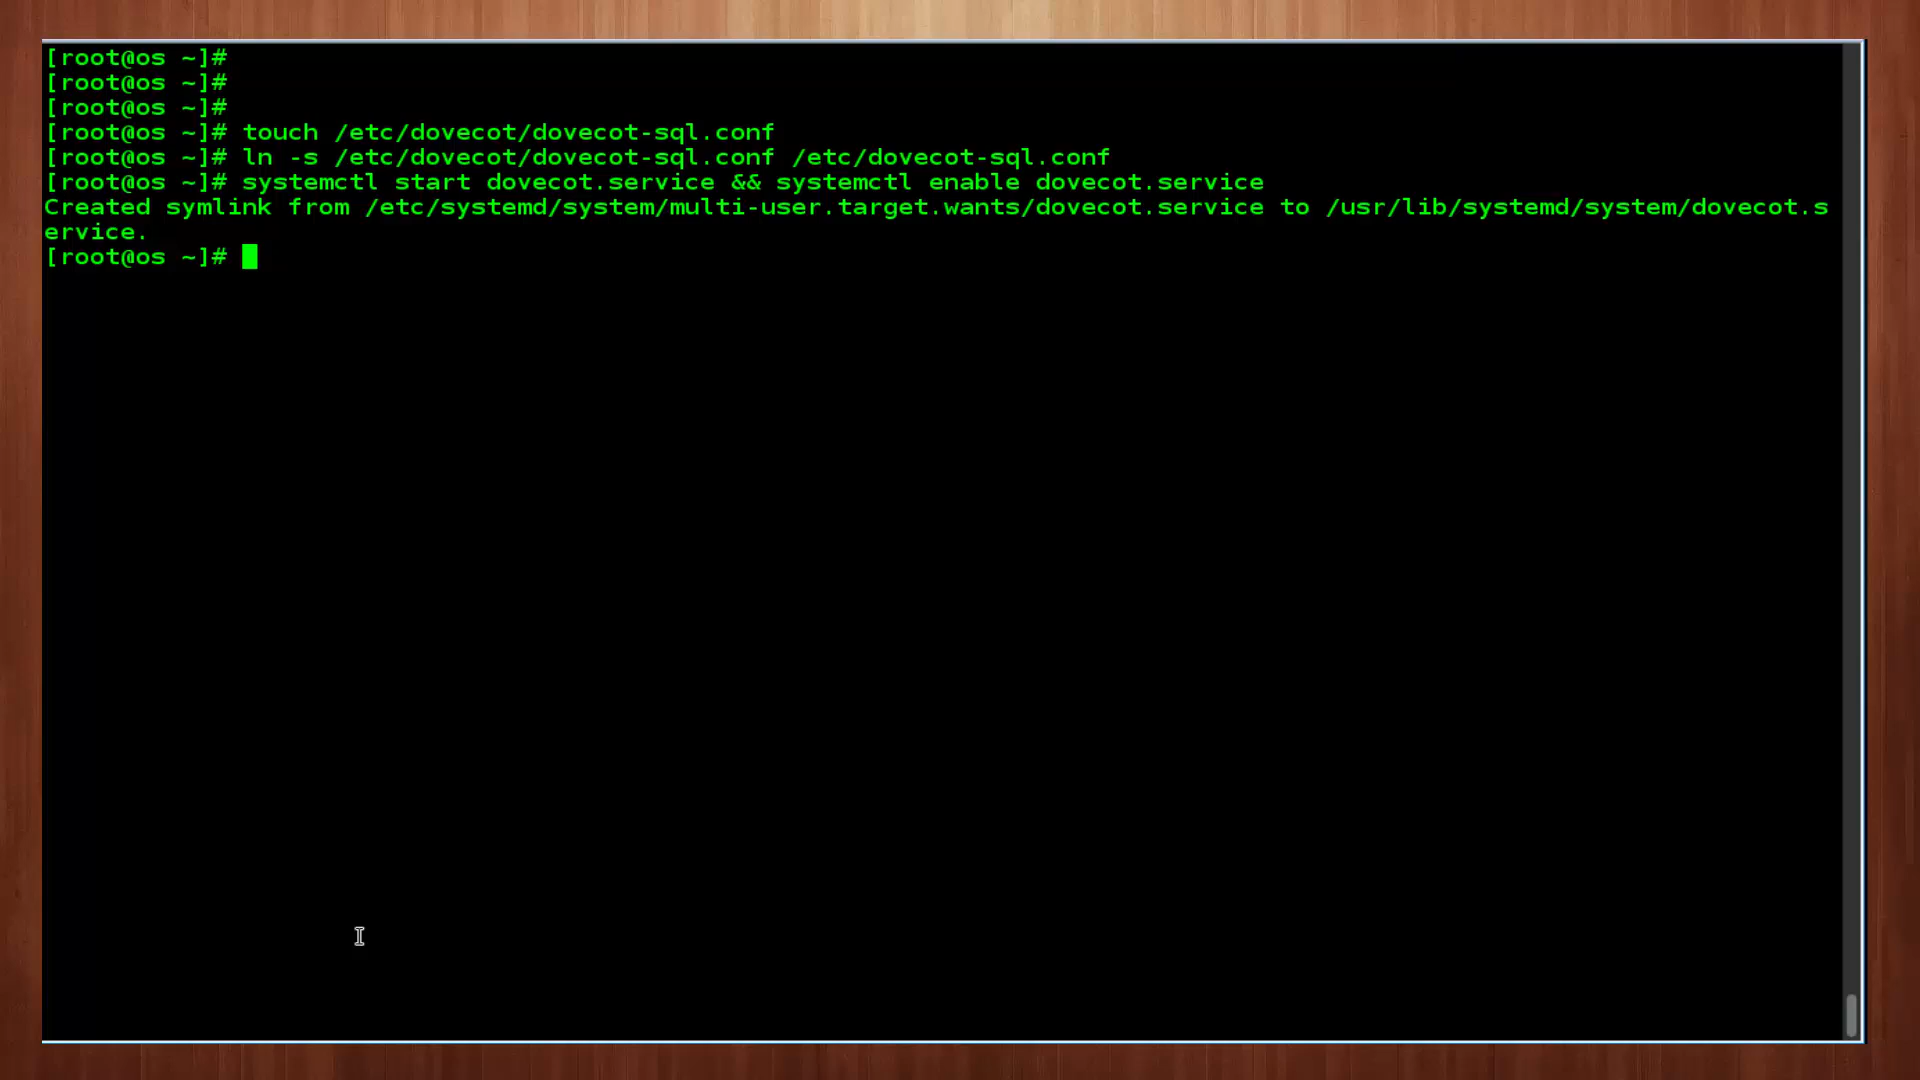 [root@os ~]#
[root@os ~]#
[root@os ~]#
[root@os ~]# touch /etc/dovecot/dovecot-sql.conf
[root@os ~]# ln -s /etc/dovecot/dovecot-sql.conf /etc/dovecot-sql.conf
[root@os ~]# systemctl start dovecot.service && systemctl enable dovecot.service
Created symlink from /etc/systemd/system/multi-user.target.wants/dovecot.service to /usr/lib/systemd/system/dovecot.s
ervice.
[root@os ~]#